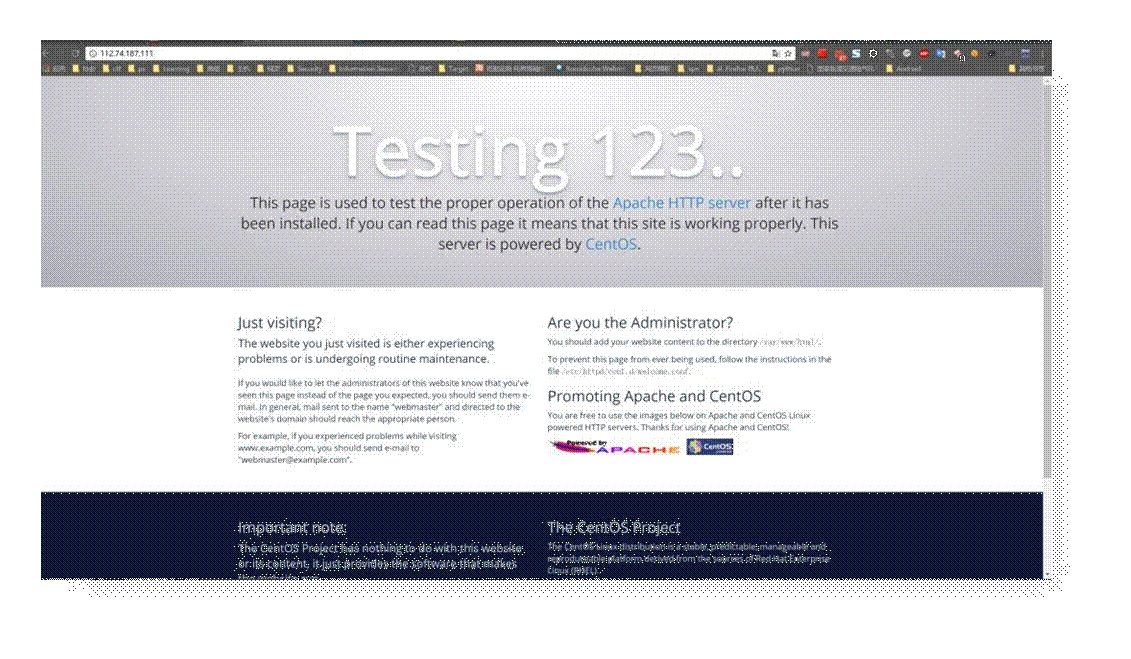 112.74.187.111
Security
Target
python
Android
Testing 123..
This page is used to test the proper operation of the Apache HTTP server after it has
been installed. If you can read this page it means that this site is working properly. This
server is powered by CentOS.
Just visiting?
The website you just visited is either experiencing
problems or is undergoing routine maintenance.
If you would like to let the administrators of this website know that you've
seen this page instead of the page you expected, you should send them e-
mail. In general, mail sent to the name "webmaster" and directed to the
website's domain should reach the appropriate person.
For example, if you experienced problems while visiting
www.example.com, you should send e-mail to
"webmaster@example.com".
Are you the Administrator?
You should add your website content to the directory /var/www/html/.
To prevent this page from ever being used, follow the instructions in the
file /etc/httpd/conf.d/welcome.conf.
Promoting Apache and CentOS
You are free to use the images below on Apache and CentOS Linux
powered HTTP servers. Thanks for using Apache and CentOS!
Powered by
APACHE
CentOS
Important note:
The CentOS Project has nothing to do with this website
or its content, it just provides the software that makes
The CentOS Project
The CentOS Linux distribution is a stable, predictable, manageable and
reproduceable platform derived from the sources of Red Hat Enterprise
Linux (RHEL)